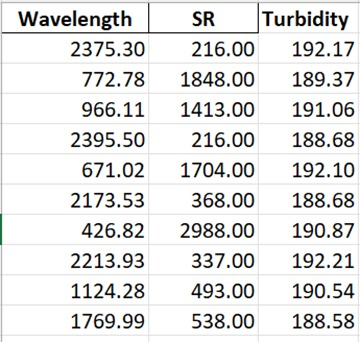 Wavelength SR Turbidity
2375.30 216.00 192.17
772.78 1848.00 189.37
966.11 1413.00 191.06
2395.50 216.00 188.68
671.02 1704.00 192.10
2173.53 368.00 188.68
426.82 2988.00 190.87
2213.93 337.00 192.21
1124.28 493.00 190.54
1769.99 538.00 188.58